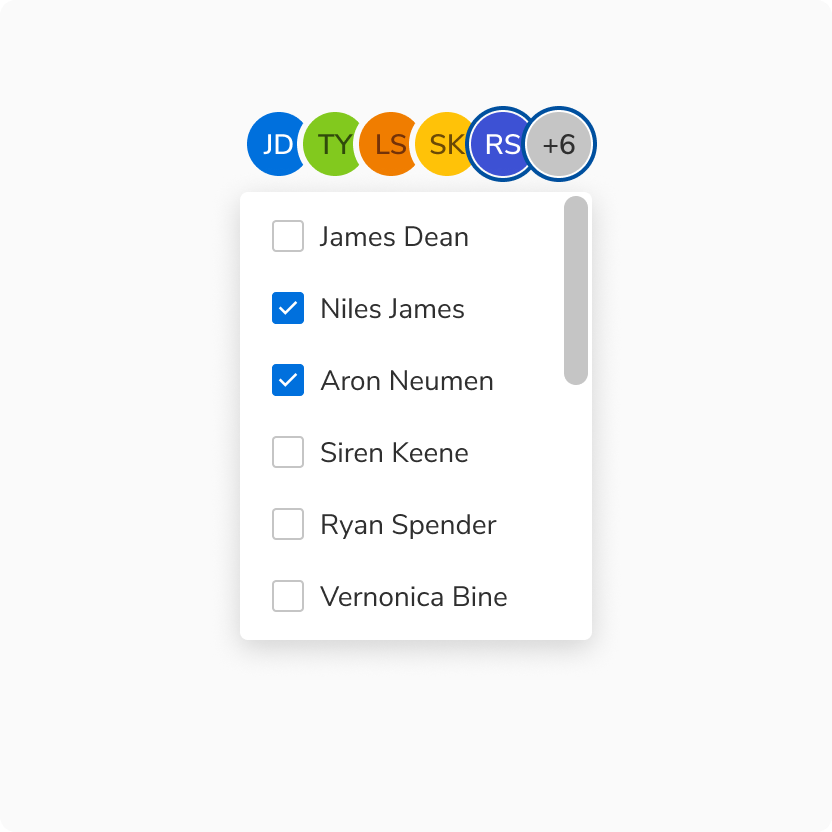 JD TY LS SK RS +6
James Dean
Niles James
Aron Neumen
Siren Keene
Ryan Spender
Vernonica Bine